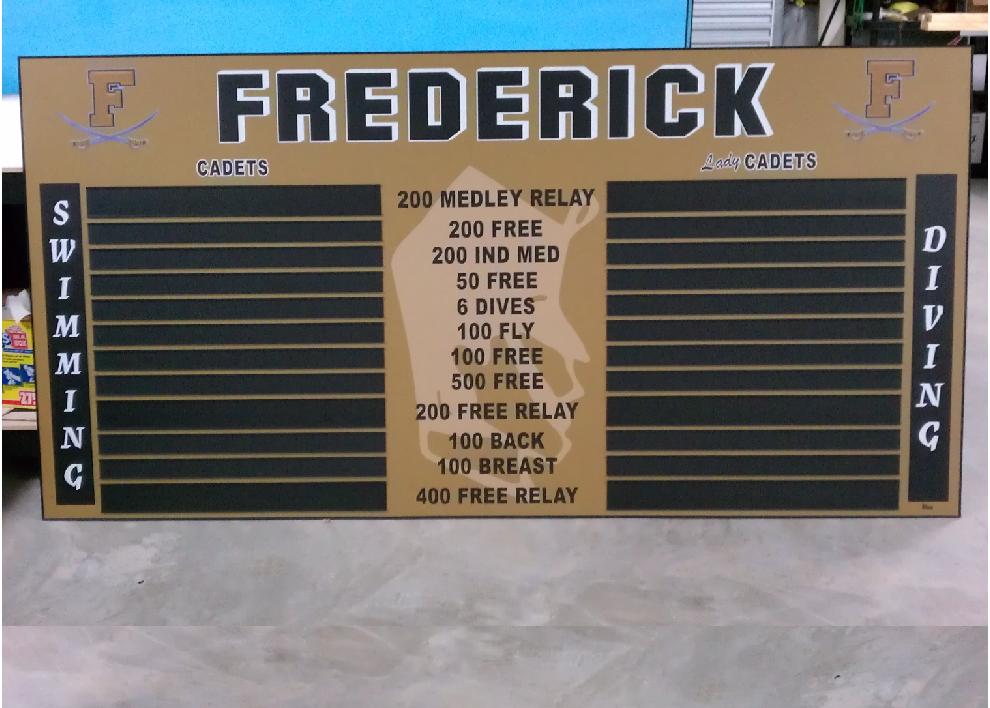 F FREDERICK F
CADETS Lady CADETS
SWIMMING
200 MEDLEY RELAY
200 FREE
200 IND MED
50 FREE
6 DIVES
100 FLY
100 FREE
500 FREE
200 FREE RELAY
100 BACK
100 BREAST
400 FREE RELAY
DIVING